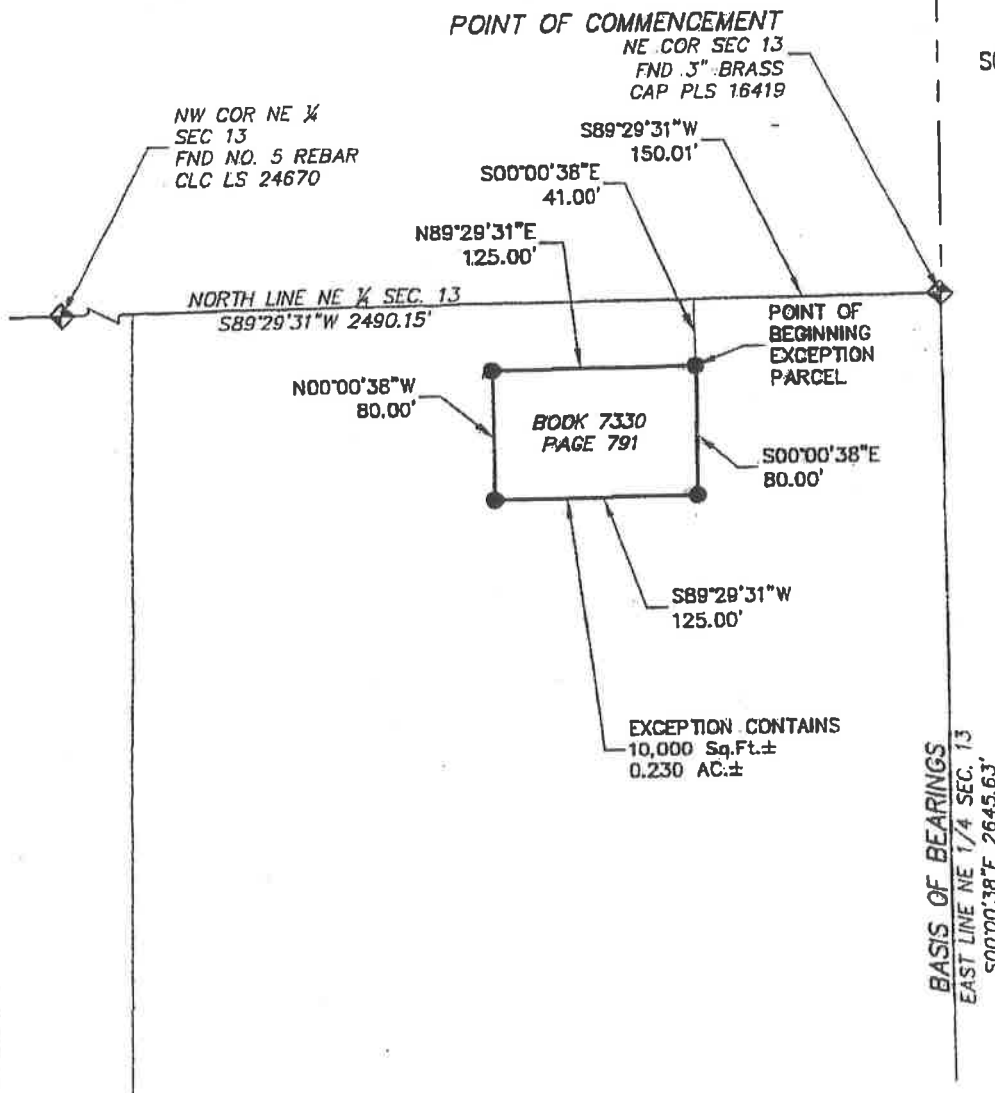 POINT OF COMMENCEMENT
NE COR SEC 13
FND 3" BRASS
CAP PLS 16419
NW COR NE ¼
SEC 13
FND NO. 5 REBAR
CLC LS 24670
S89°29'31"W
150.01'
S00°00'38"E
41.00'
N89°29'31"E
125.00'
NORTH LINE NE ¼ SEC. 13
S89°29'31"W 2490.15'
POINT OF
BEGINNING
EXCEPTION
PARCEL
N00°00'38"W
80.00'
BOOK 7330
PAGE 791
S00°00'38"E
80.00'
S89°29'31"W
125.00'
EXCEPTION CONTAINS
10,000 Sq.Ft.±
0.230 AC.±
BASIS OF BEARINGS
EAST LINE NE 1/4 SEC. 13
S00°00'38"E 2645.63'